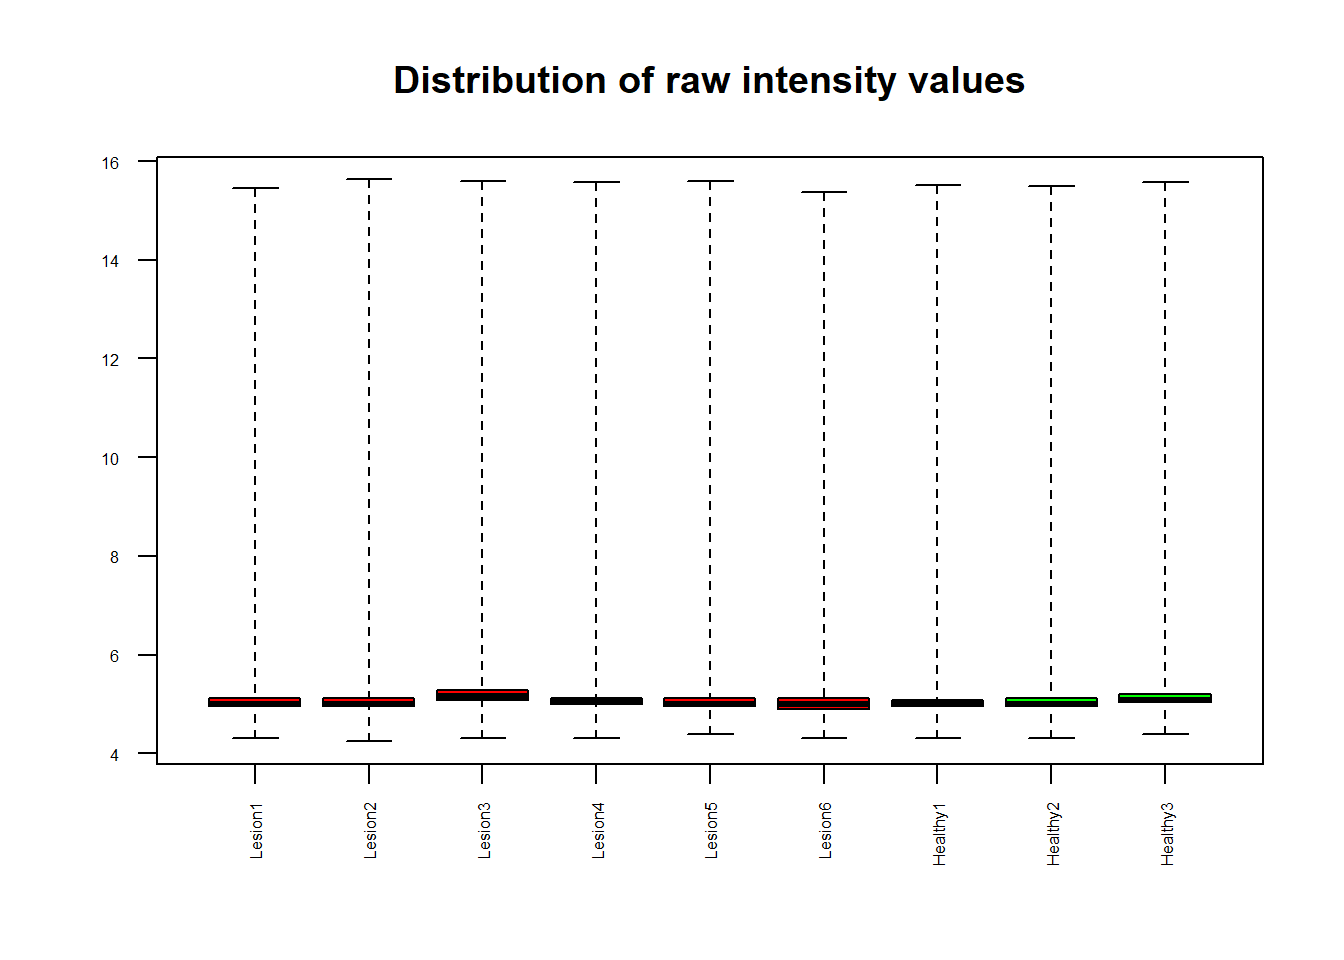 Distribution of raw intensity values
16
14
12
10
8
6
4
Lesion1
Lesion2
Lesion3
Lesion4
Lesion5
Lesion6
Healthy1
Healthy2
Healthy3